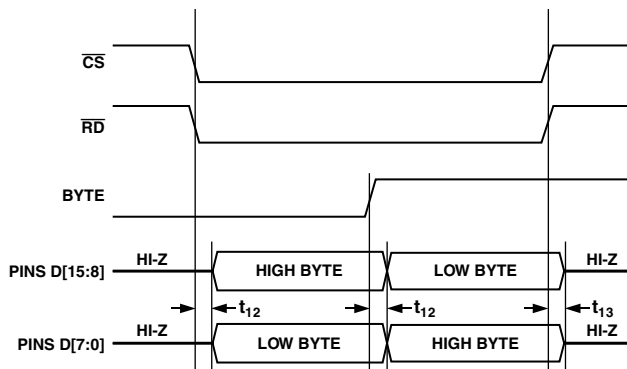 CS
RD
BYTE
PINS D[15:8] HI-Z HIGH BYTE LOW BYTE HI-Z
t12 t12 t13
PINS D[7:0] HI-Z LOW BYTE HIGH BYTE HI-Z